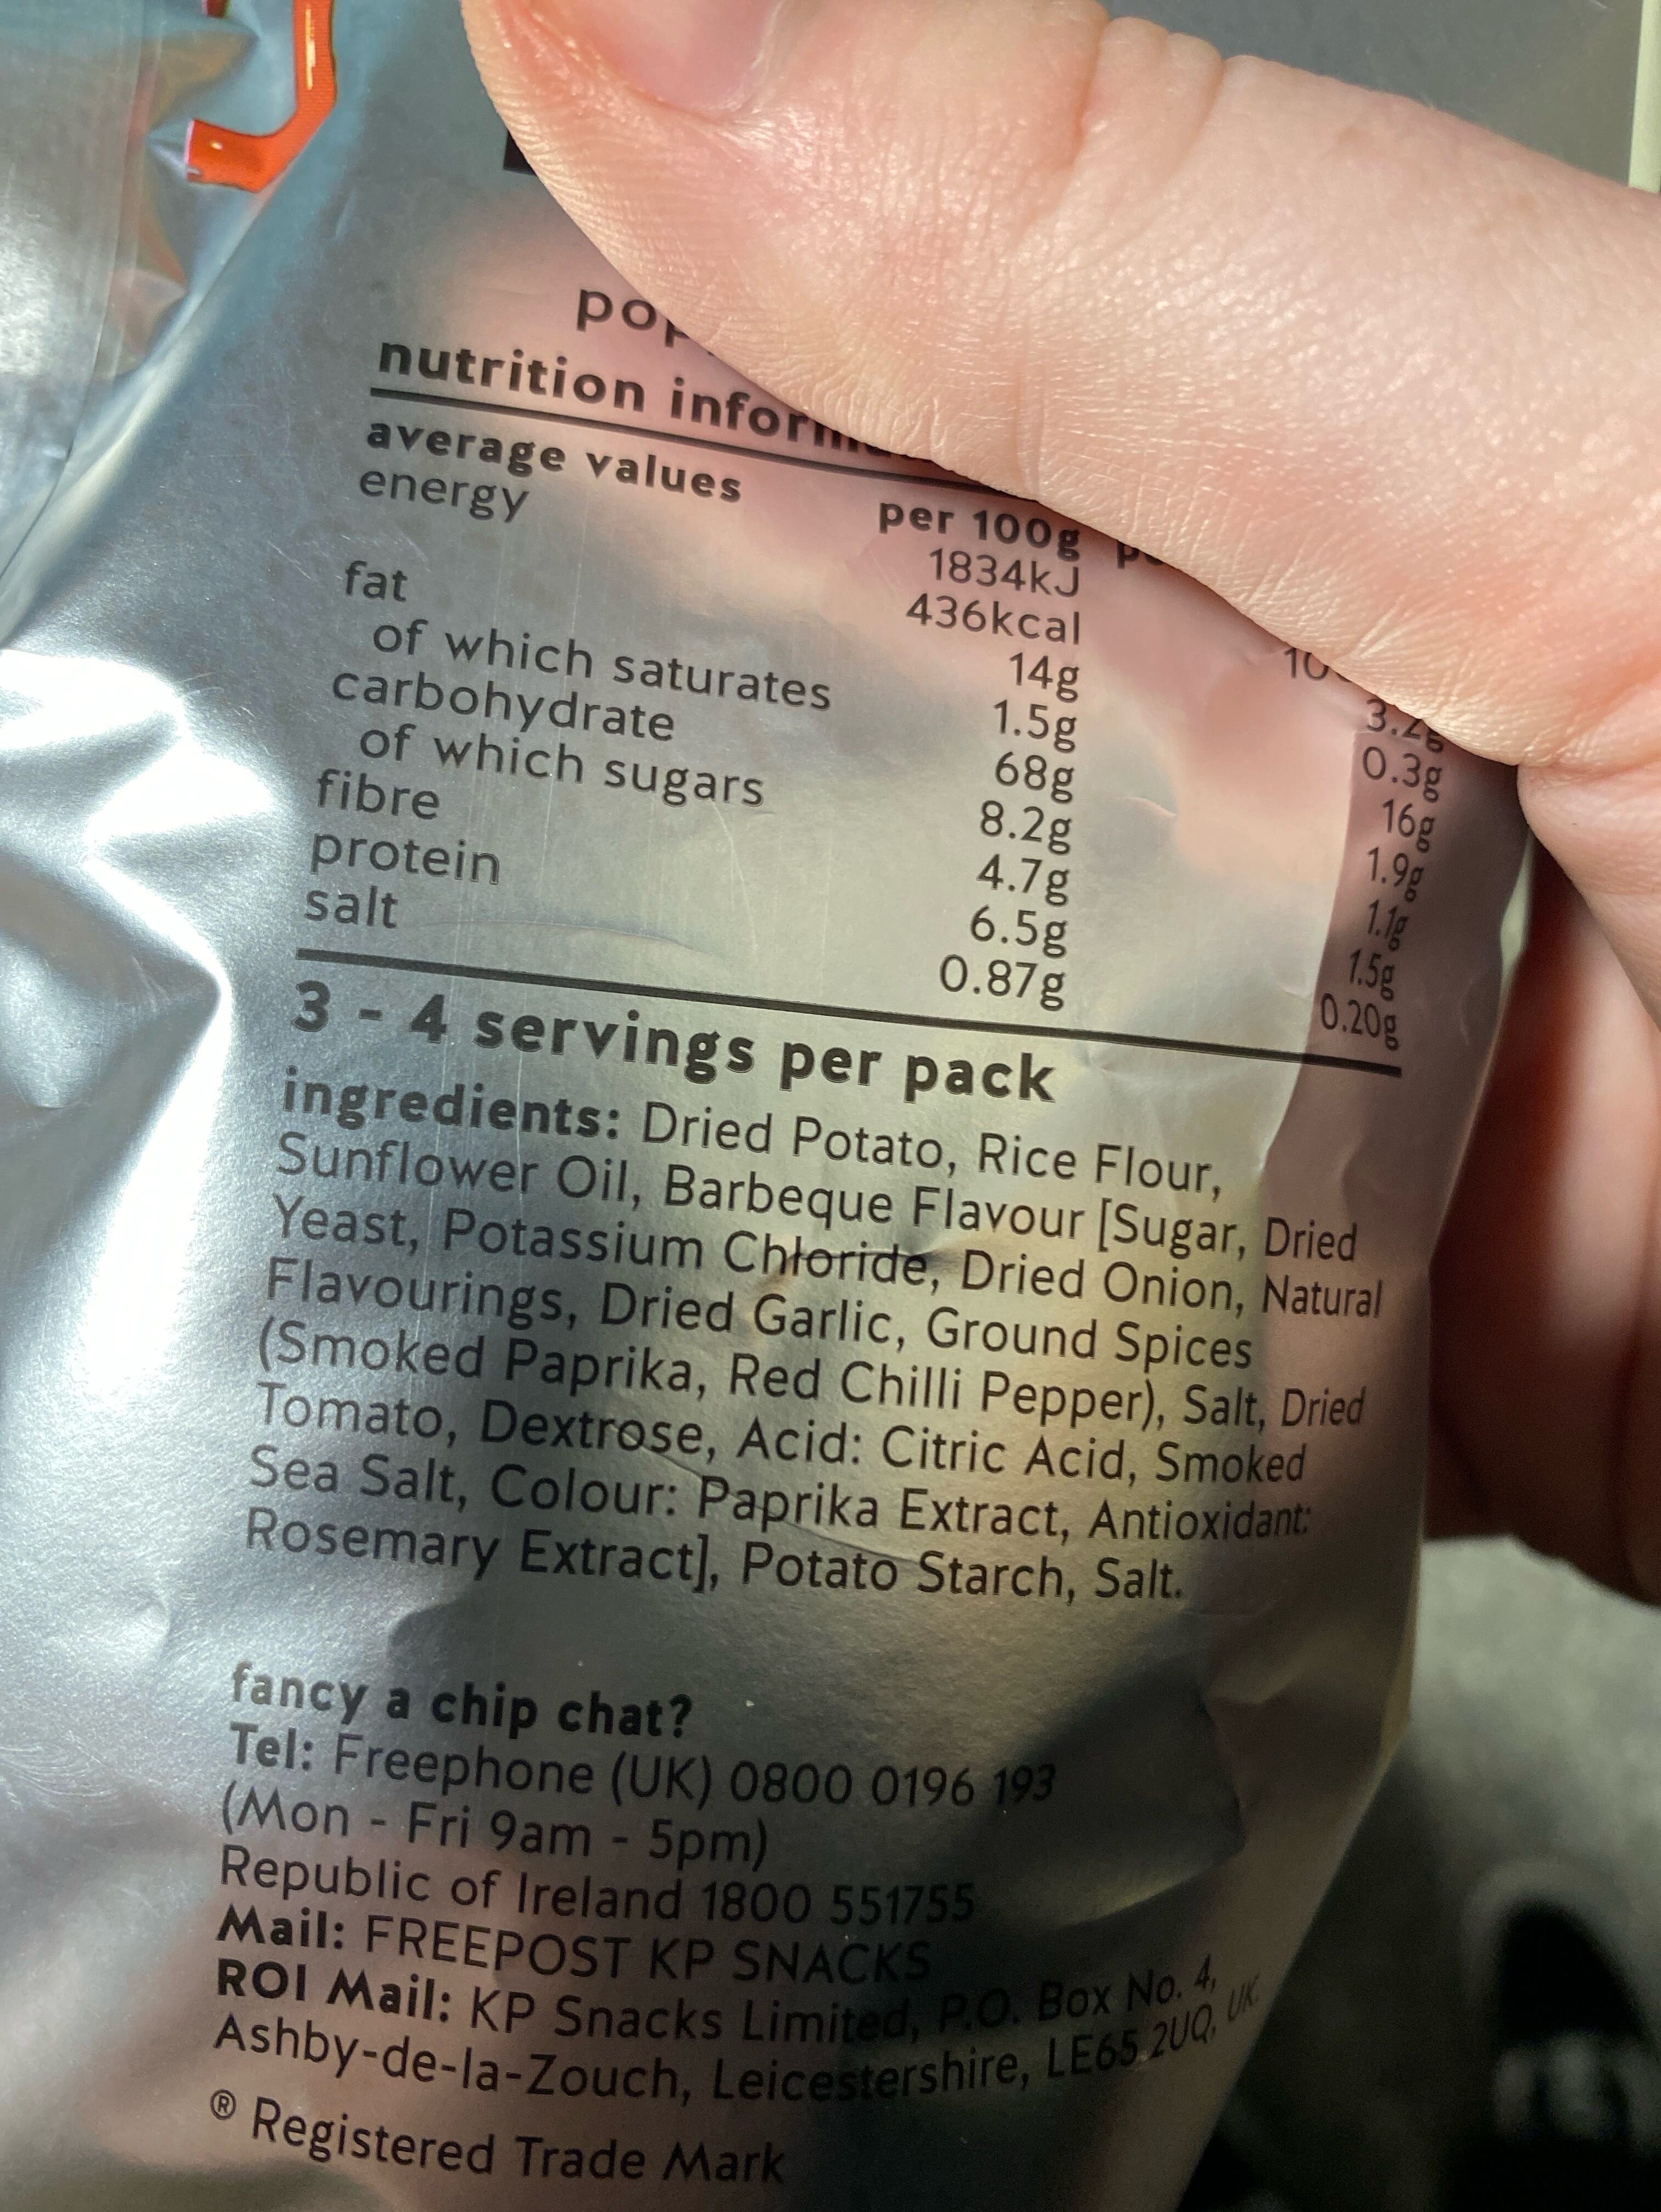 nutrition
average values per 100g
energy 1834kJ
436kcal
fat 14g 3.2g
of which saturates 1.5g 0.3g
carbohydrate 68g 16g
of which sugars 8.2g 1.9g
fibre 4.7g 1.1g
protein 6.5g 1.5g
salt 0.87g 0.20g
3 - 4 servings per pack
ingredients: Dried Potato, Rice Flour,
Sunflower Oil, Barbeque Flavour [Sugar, Dried
Yeast, Potassium Chloride, Dried Onion, Natural
Flavourings, Dried Garlic, Ground Spices
(Smoked Paprika, Red Chilli Pepper), Salt, Dried
Tomato, Dextrose, Acid: Citric Acid, Smoked
Sea Salt, Colour: Paprika Extract, Antioxidant:
Rosemary Extract], Potato Starch, Salt.
fancy a chip chat?
Tel: Freephone (UK) 0800 0196 193
(Mon - Fri 9am - 5pm)
Republic of Ireland 1800 551755
Mail: FREEPOST KP SNACKS
ROI Mail: KP Snacks Limited, P.O. Box No. 4,
Ashby-de-la-Zouch, Leicestershire, LE65 2UQ, UK.
® Registered Trade Mark